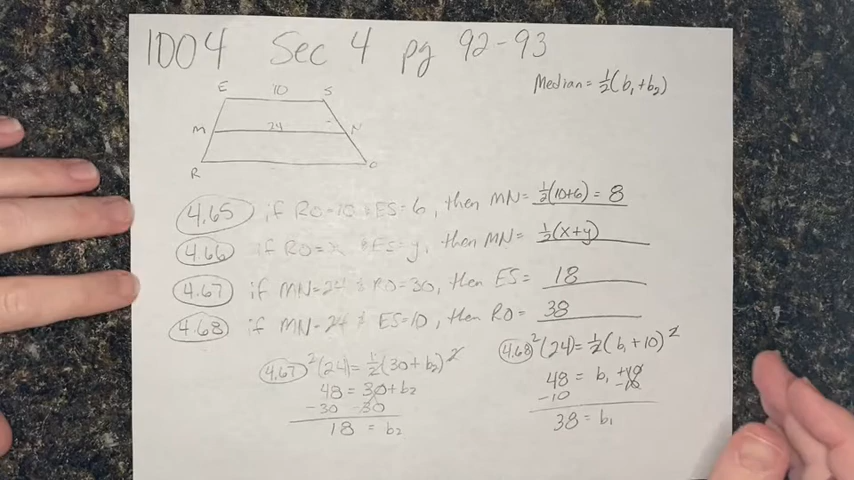 1004 Sec 4 pg 92-93
Median = ½(b₁+b₂)
E 10 S
M 24 N
R O
4.65 if RO=10 & ES=6, then MN= ½(10+6) = 8
4.66 if RO=x & ES=y, then MN= ½(x+y)
4.67 if MN=24 & RO=30, then ES= 18
4.68 if MN=24 & ES=10, then RO= 38
4.67 2(24)=½(30+b₂)2
48 = 30+b₂
-30 -30
18 = b₂
4.68 2(24)=½(b₁+10)2
48 = b₁ +10
-10 -10
38 = b₁